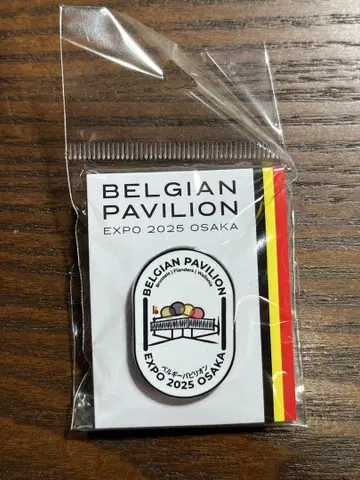 BELGIAN
PAVILION
EXPO 2025 OSAKA
BELGIAN PAVILION
Brussels | Flanders | Wallonia
ベルギーパビリオン
EXPO 2025 OSAKA